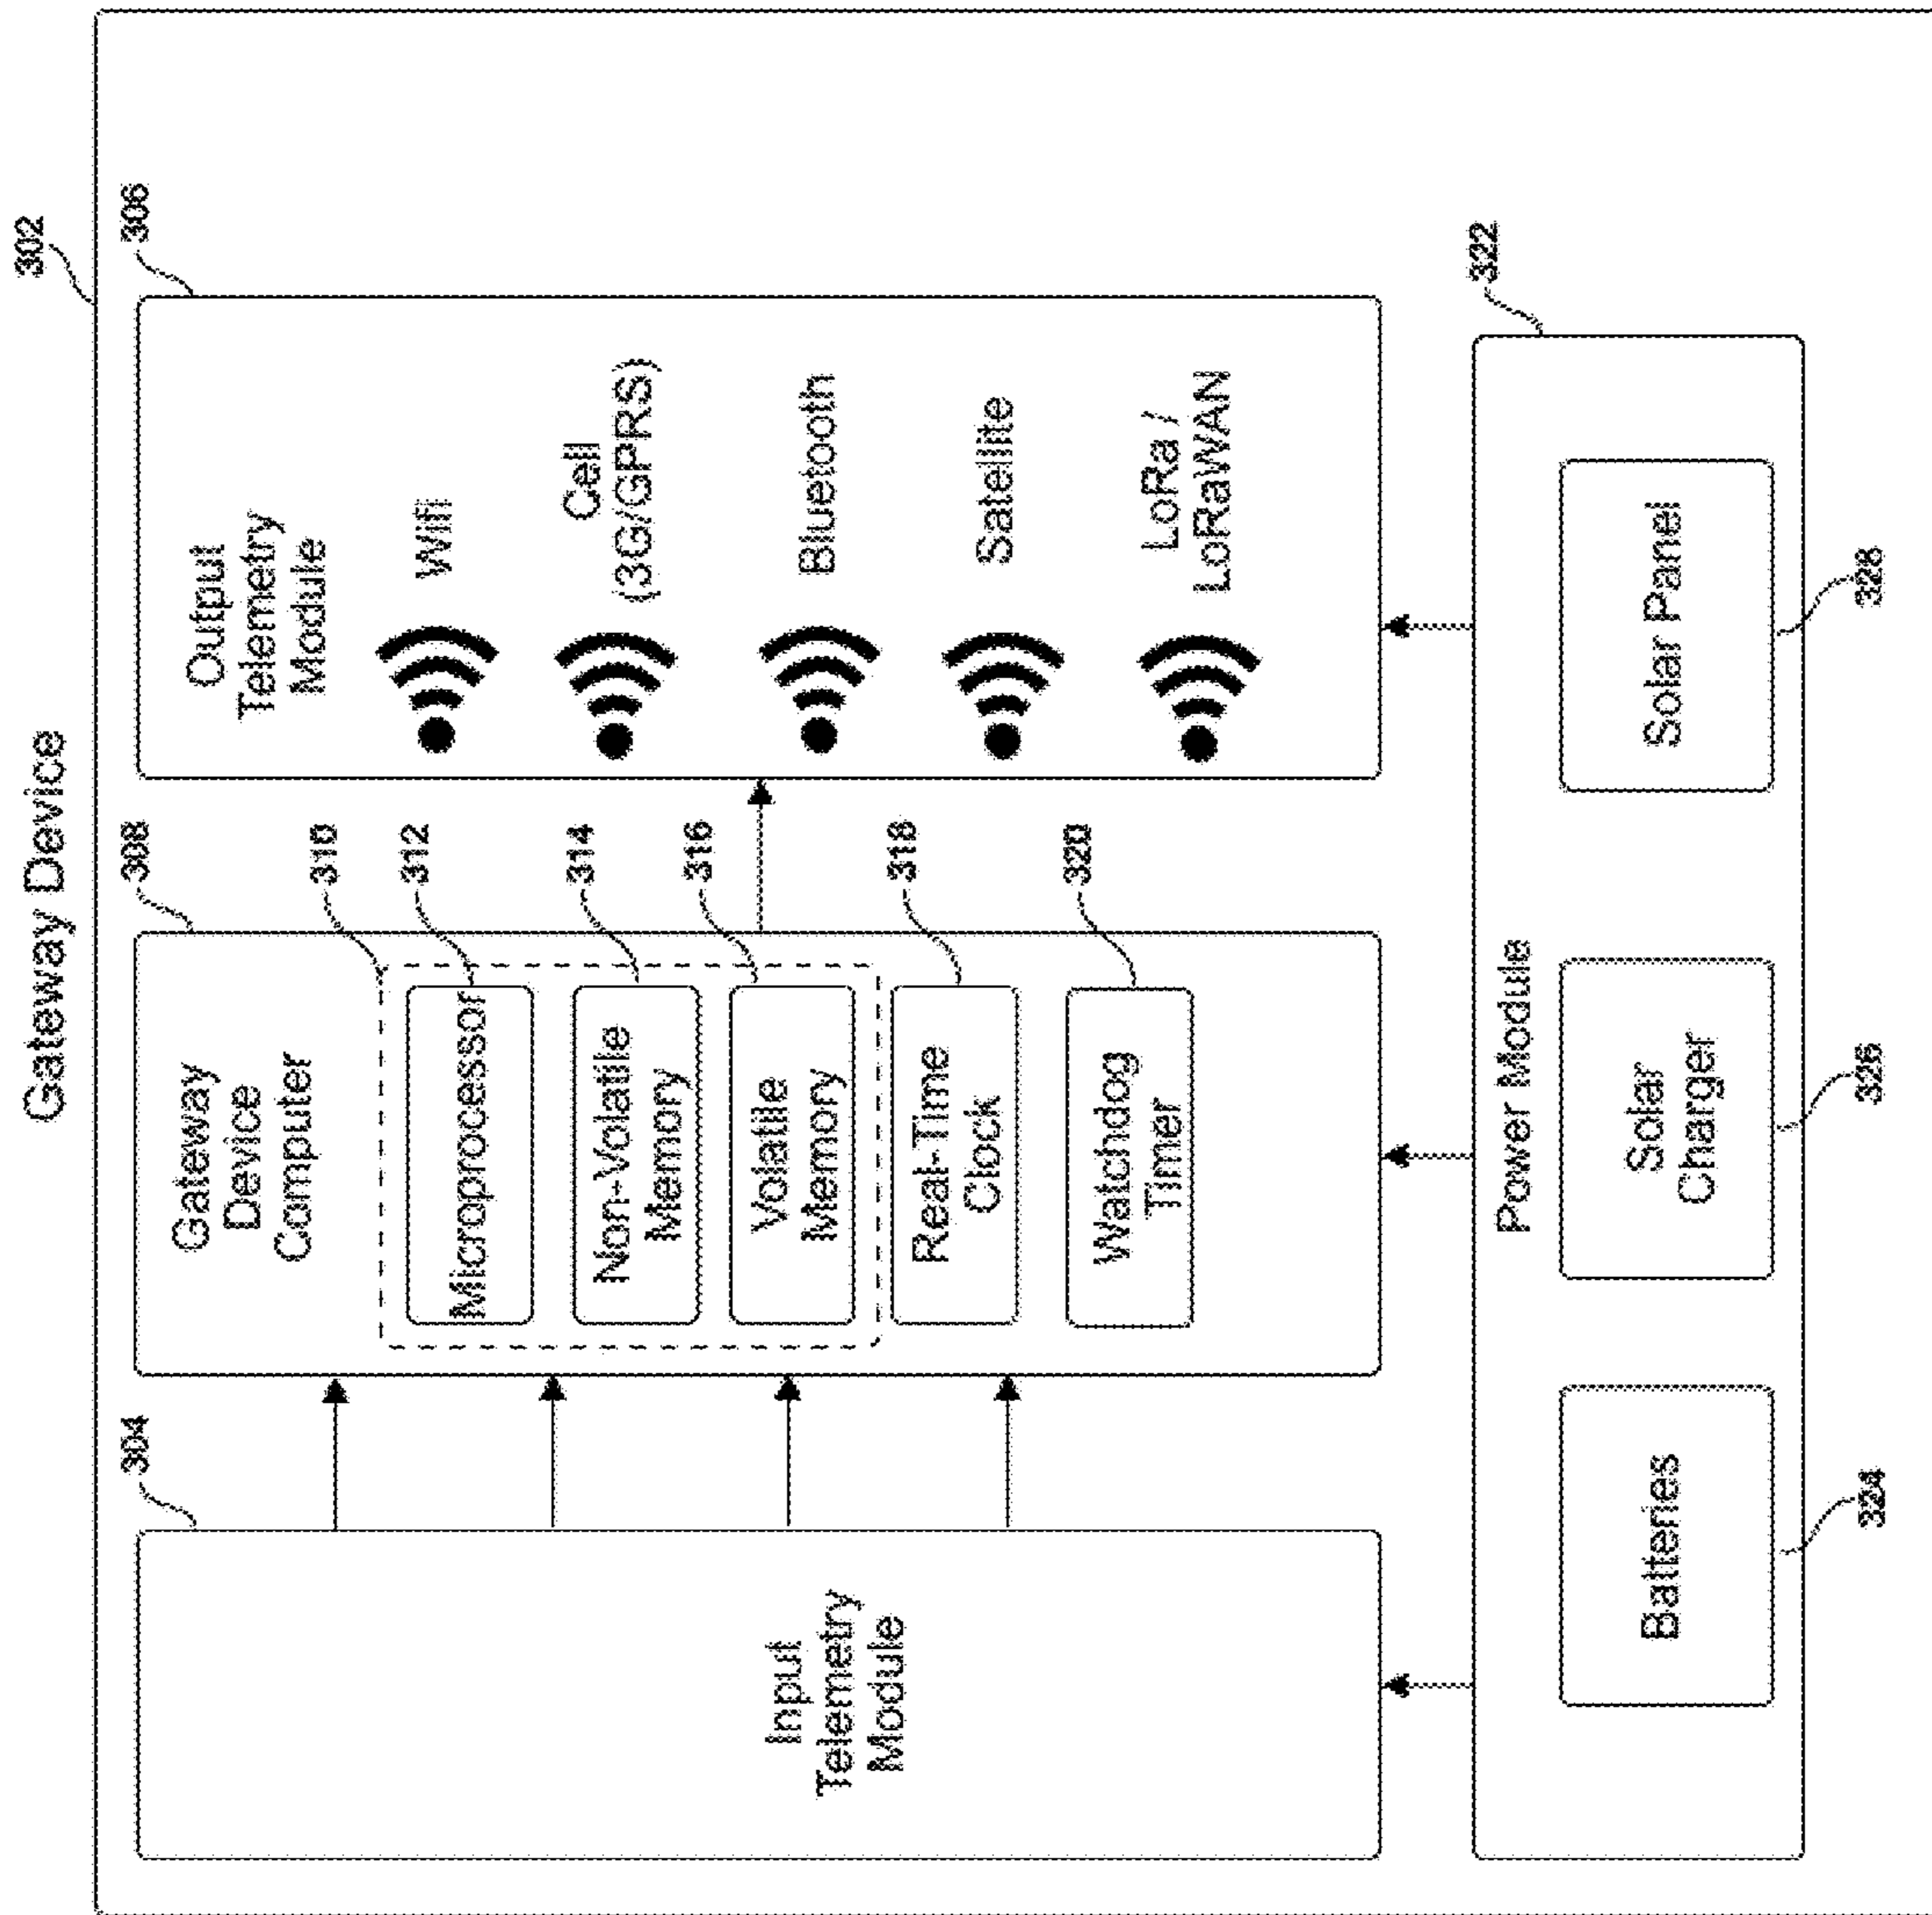 Gateway Device
302
304
Input
Telemetry
Module
308
Gateway
Device
Computer
310
Microprocessor
312
Non-Volatile
Memory
314
Volatile
Memory
316
Real-Time
Clock
318
Watchdog
Timer
320
306
Output
Telemetry
Module
Wifi
Cell
(3G/GPRS)
Bluetooth
Satellite
LoRa /
LoRaWAN
322
Power Module
Batteries
324
Solar
Charger
326
Solar Panel
328